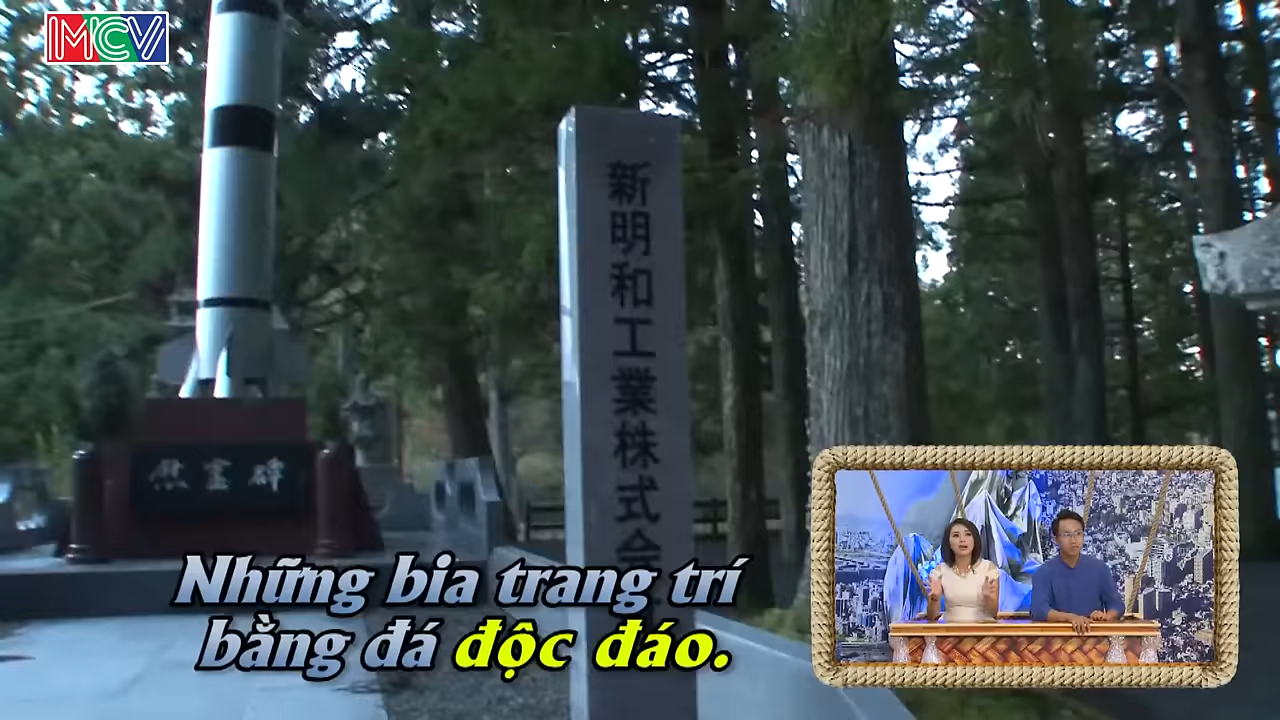 MCV
新明和工業株式会
慰霊碑
Những bia trang trí
bằng đá độc đáo.